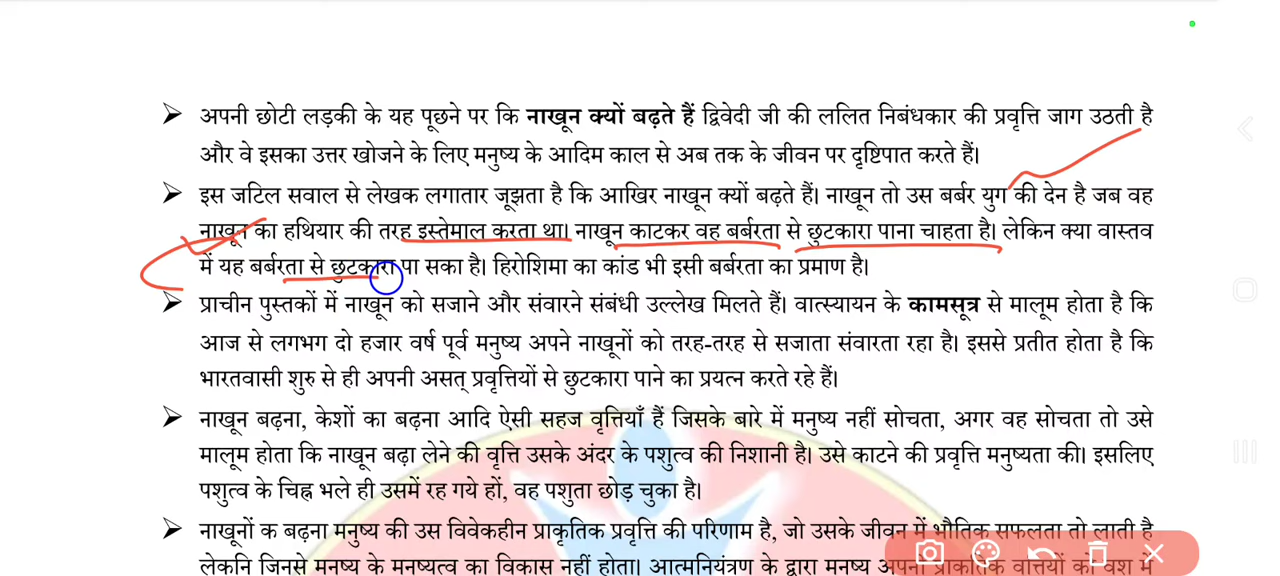 ➢ अपनी छोटी लड़की के यह पूछने पर कि नाखून क्यों बढ़ते हैं द्विवेदी जी की ललित निबंधकार की प्रवृत्ति जाग उठती है
और वे इसका उत्तर खोजने के लिए मनुष्य के आदिम काल से अब तक के जीवन पर दृष्टिपात करते हैं।
➢ इस जटिल सवाल से लेखक लगातार जूझता है कि आखिर नाखून क्यों बढ़ते हैं। नाखून तो उस बर्बर युग की देन है जब वह
नाखून का हथियार की तरह इस्तेमाल करता था। नाखून काटकर वह बर्बरता से छुटकारा पाना चाहता है। लेकिन क्या वास्तव
में यह बर्बरता से छुटकारा पा सका है। हिरोशिमा का कांड भी इसी बर्बरता का प्रमाण है।
➢ प्राचीन पुस्तकों में नाखून को सजाने और संवारने संबंधी उल्लेख मिलते हैं। वात्स्यायन के कामसूत्र से मालूम होता है कि
आज से लगभग दो हजार वर्ष पूर्व मनुष्य अपने नाखूनों को तरह-तरह से सजाता संवारता रहा है। इससे प्रतीत होता है कि
भारतवासी शुरु से ही अपनी असत् प्रवृत्तियों से छुटकारा पाने का प्रयत्न करते रहे हैं।
➢ नाखून बढ़ना, केशों का बढ़ना आदि ऐसी सहज वृत्तियाँ हैं जिसके बारे में मनुष्य नहीं सोचता, अगर वह सोचता तो उसे
मालूम होता कि नाखून बढ़ा लेने की वृत्ति उसके अंदर के पशुत्व की निशानी है। उसे काटने की प्रवृत्ति मनुष्यता की। इसलिए
पशुत्व के चिह्न भले ही उसमें रह गये हों, वह पशुता छोड़ चुका है।
➢ नाखूनों क बढ़ना मनुष्य की उस विवेकहीन प्राकृतिक प्रवृत्ति की परिणाम है, जो उसके जीवन में भौतिक सफलता तो लाती है
लेकनि जिनसे मनुष्य के मनष्यत्व का विकास नहीं होता। आत्मनियंत्रण के द्वारा मनुष्य अपनी प्राकृतिक वृत्तियों को वश में